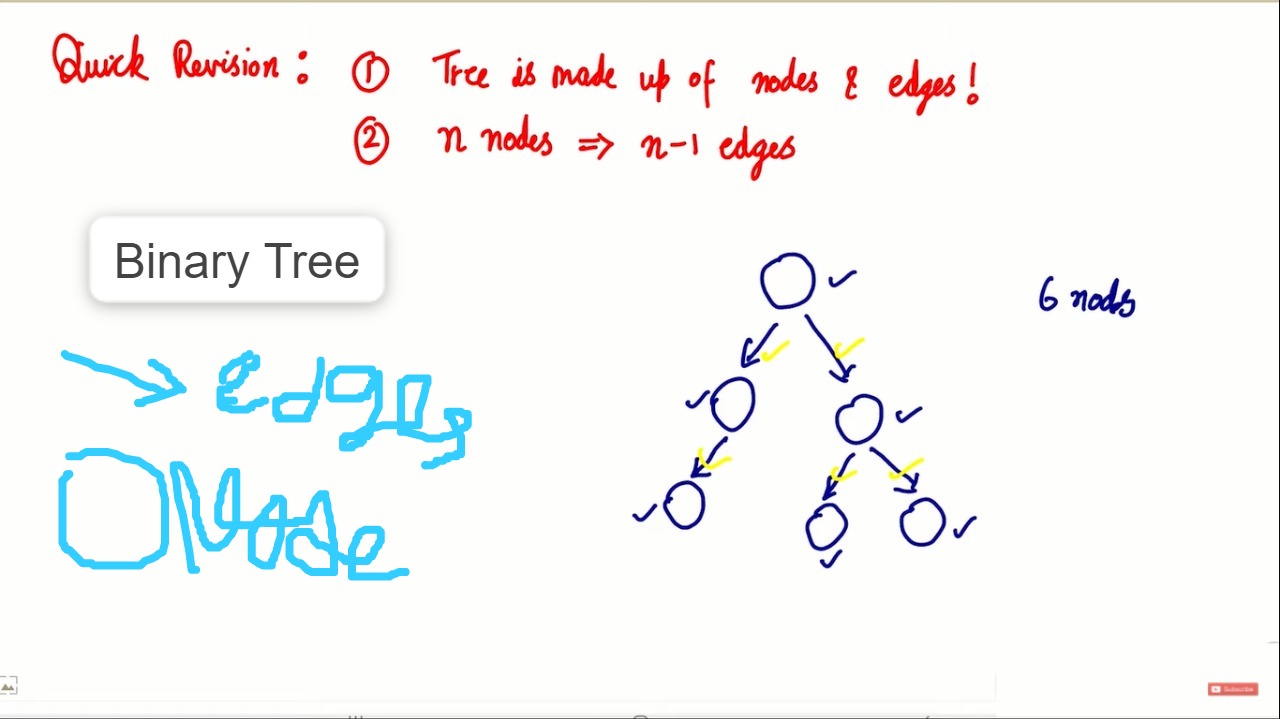 Quick Revision : ① Tree is made up of nodes & edges!
② n nodes => n-1 edges
Binary Tree
6 nodes
→ edges
Node
Subscribe